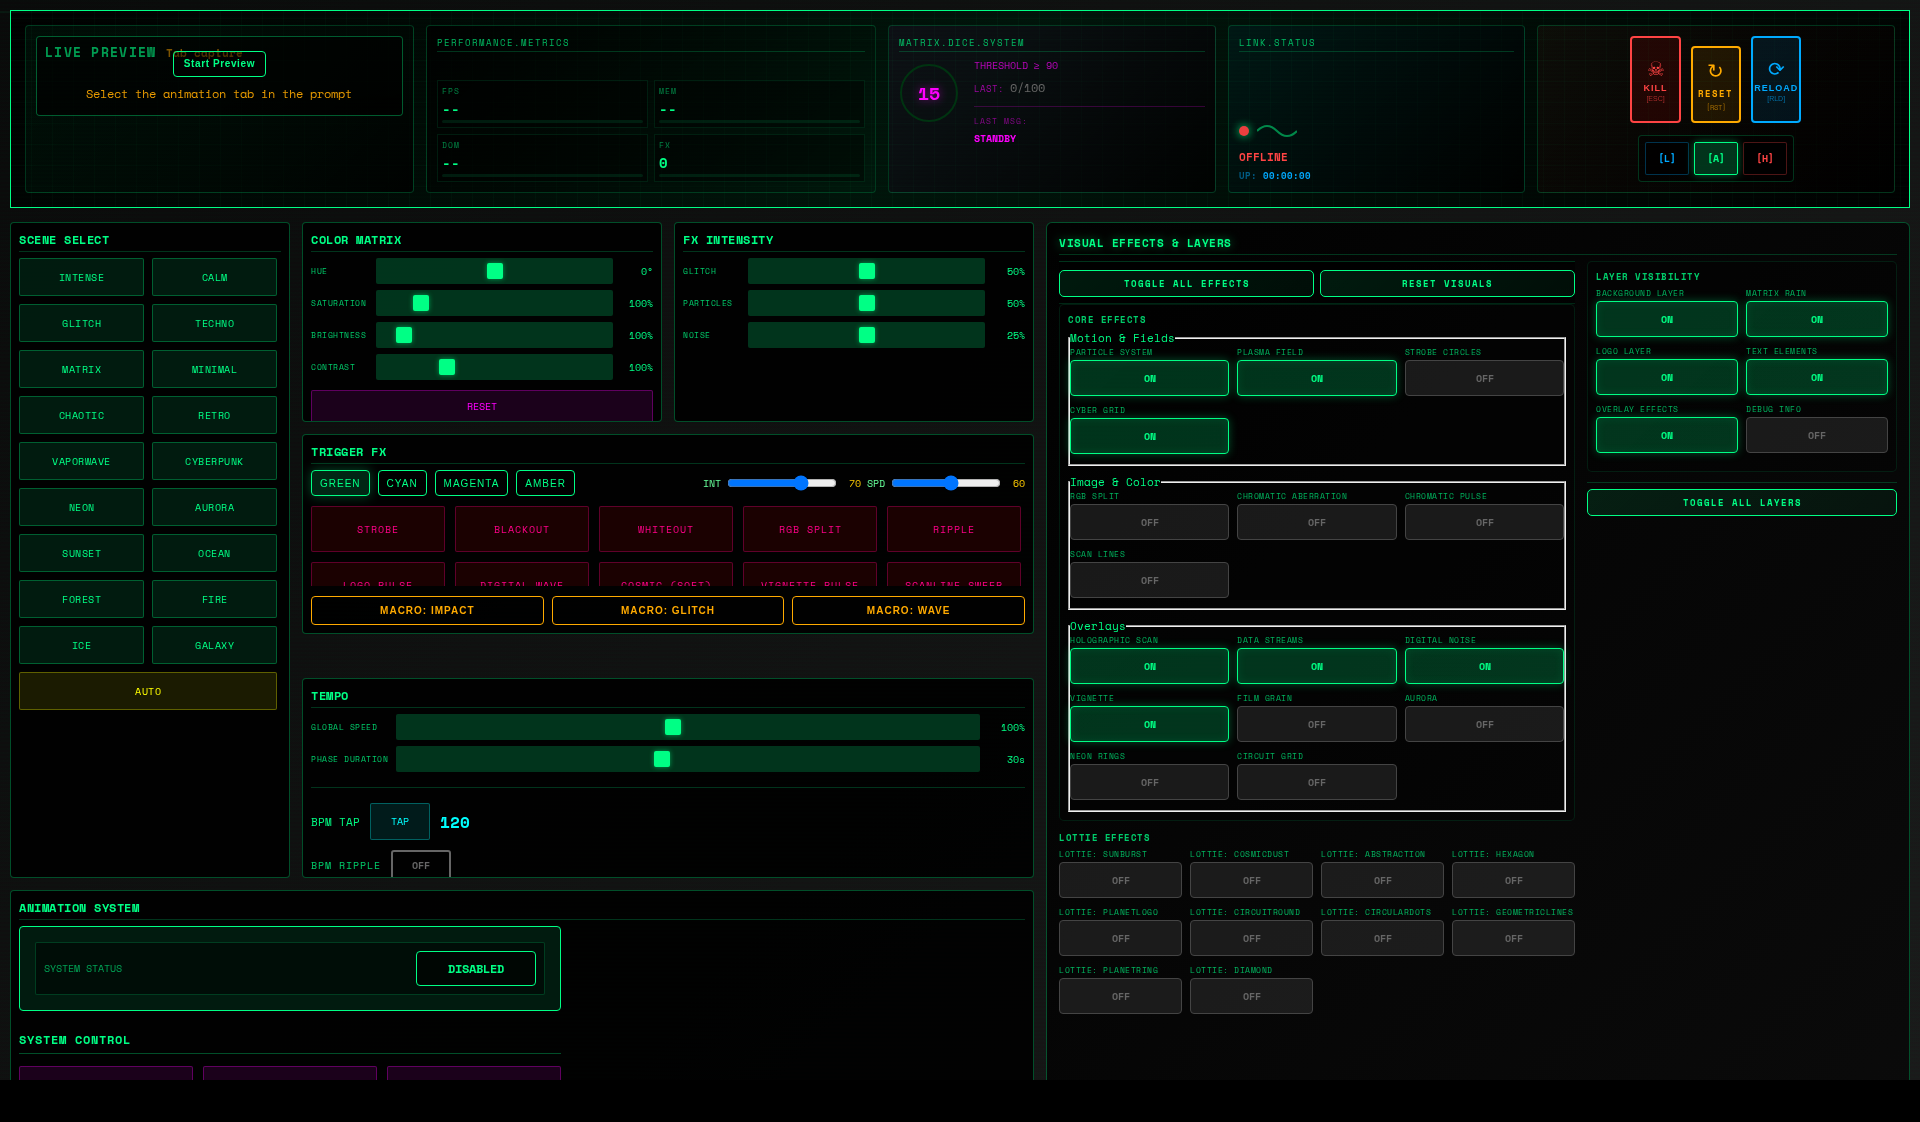 LIVE PREVIEW Tab capture
Start Preview
Select the animation tab in the prompt
PERFORMANCE.METRICS
FPS
--
MEM
--
DOM
--
FX
0
MATRIX.DICE.SYSTEM
15
THRESHOLD ≥ 90
LAST: 0/100
LAST MSG:
STANDBY
LINK.STATUS
OFFLINE
UP: 00:00:00
KILL
[ESC]
RESET
[RST]
RELOAD
[RLD]
[L] [A] [H]
SCENE SELECT
INTENSE CALM
GLITCH TECHNO
MATRIX MINIMAL
CHAOTIC RETRO
VAPORWAVE CYBERPUNK
NEON AURORA
SUNSET OCEAN
FOREST FIRE
ICE GALAXY
AUTO
COLOR MATRIX
HUE 0°
SATURATION 100%
BRIGHTNESS 100%
CONTRAST 100%
RESET
FX INTENSITY
GLITCH 50%
PARTICLES 50%
NOISE 25%
TRIGGER FX
GREEN CYAN MAGENTA AMBER INT 70 SPD 60
STROBE BLACKOUT WHITEOUT RGB SPLIT RIPPLE
LOGO PULSE DIGITAL WAVE COSMIC (SOFT) VIGNETTE PULSE SCANLINE SWEEP
MACRO: IMPACT MACRO: GLITCH MACRO: WAVE
TEMPO
GLOBAL SPEED 100%
PHASE DURATION 30s
BPM TAP TAP 120
BPM RIPPLE OFF
ANIMATION SYSTEM
SYSTEM STATUS DISABLED
SYSTEM CONTROL
VISUAL EFFECTS & LAYERS
TOGGLE ALL EFFECTS RESET VISUALS
CORE EFFECTS
Motion & Fields
PARTICLE SYSTEM PLASMA FIELD STROBE CIRCLES
ON ON OFF
CYBER GRID
ON
Image & Color
RGB SPLIT CHROMATIC ABERRATION CHROMATIC PULSE
OFF OFF OFF
SCAN LINES
OFF
Overlays
HOLOGRAPHIC SCAN DATA STREAMS DIGITAL NOISE
ON ON ON
VIGNETTE FILM GRAIN AURORA
ON OFF OFF
NEON RINGS CIRCUIT GRID
OFF OFF
LOTTIE EFFECTS
LOTTIE: SUNBURST LOTTIE: COSMICDUST LOTTIE: ABSTRACTION LOTTIE: HEXAGON
OFF OFF OFF OFF
LOTTIE: PLANETLOGO LOTTIE: CIRCUITROUND LOTTIE: CIRCULARDOTS LOTTIE: GEOMETRICLINES
OFF OFF OFF OFF
LOTTIE: PLANETRING LOTTIE: DIAMOND
OFF OFF
LAYER VISIBILITY
BACKGROUND LAYER MATRIX RAIN
ON ON
LOGO LAYER TEXT ELEMENTS
ON ON
OVERLAY EFFECTS DEBUG INFO
ON OFF
TOGGLE ALL LAYERS